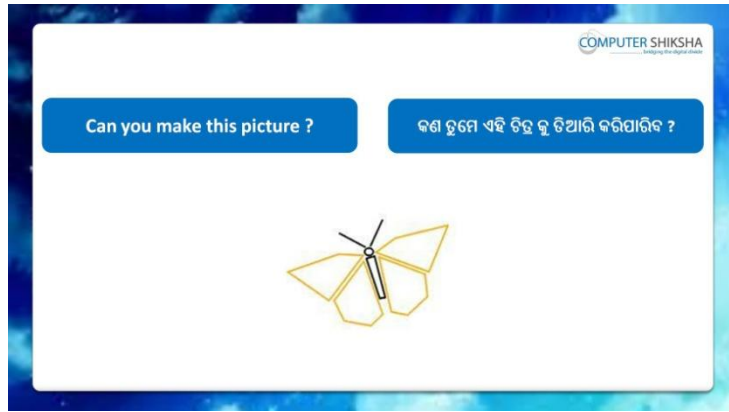 COMPUTER SHIKSHA
bridging the digital divide
Can you make this picture ?
କଣ ତୁମେ ଏହି ଚିତ୍ର କୁ ତିଆରି କରିପାରିବ ?